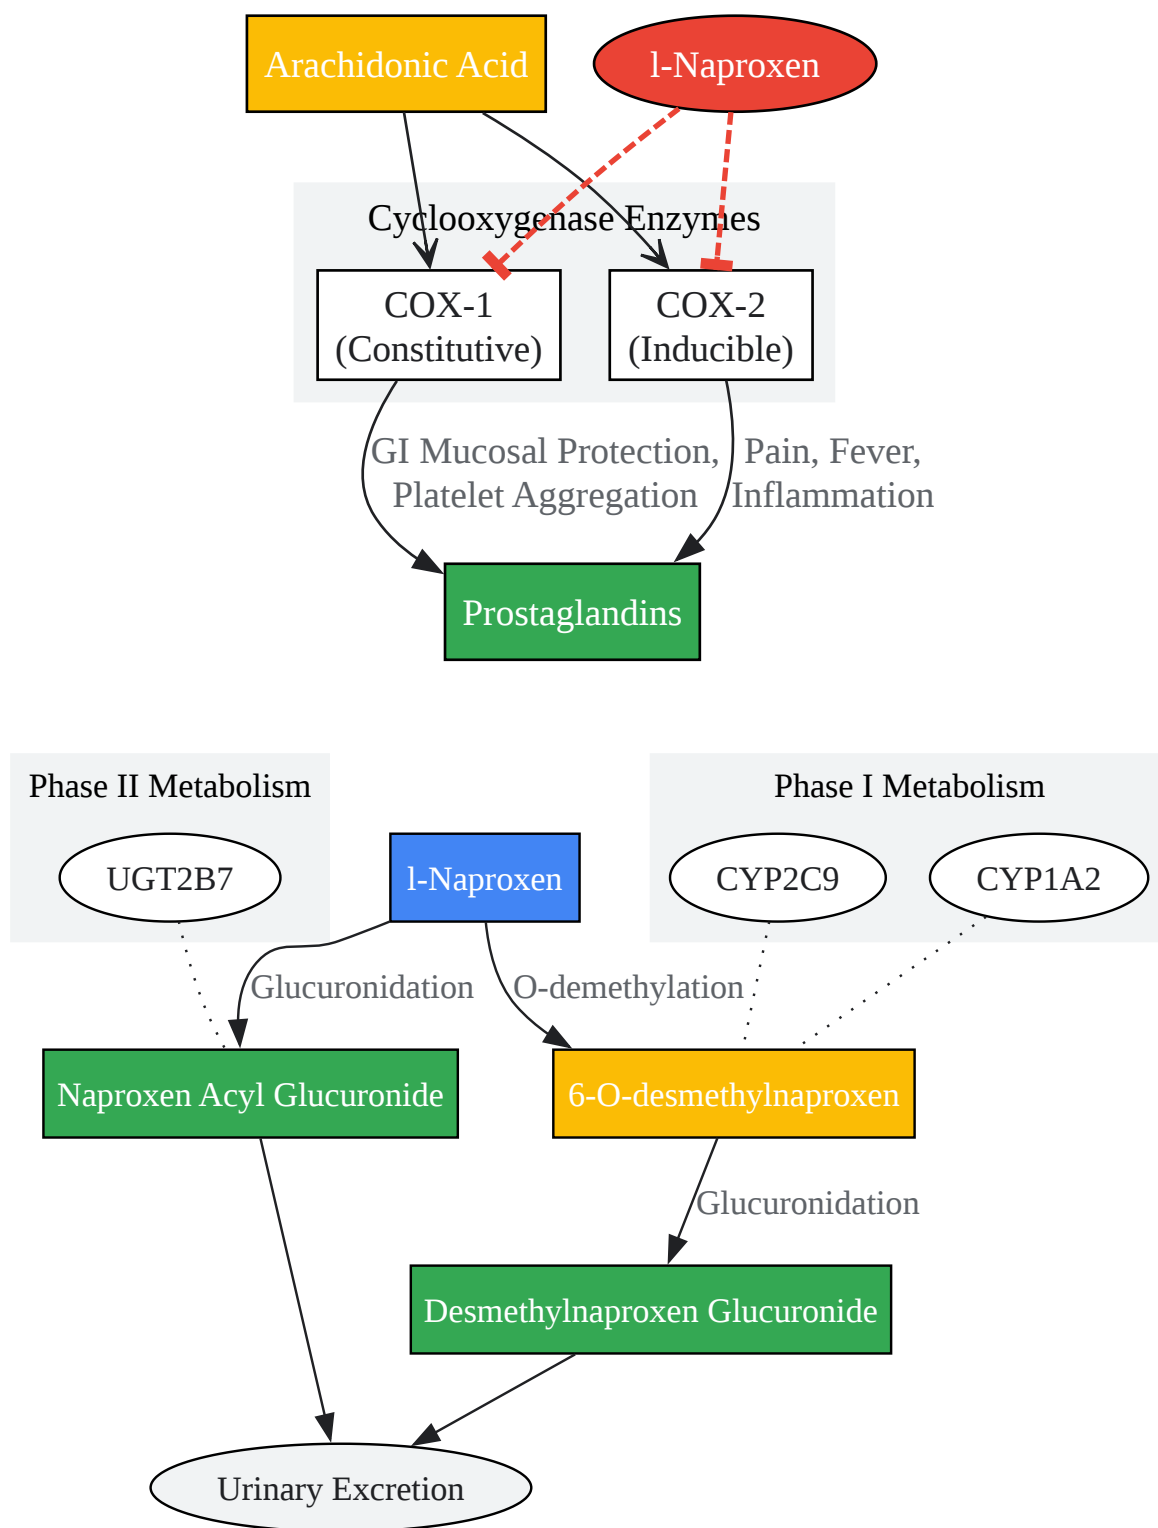 Arachidonic Acid
l-Naproxen
Cyclooxygenase Enzymes
COX-1
(Constitutive)
COX-2
(Inducible)
GI Mucosal Protection,
Platelet Aggregation
Pain, Fever,
Inflammation
Prostaglandins
Phase II Metabolism
Phase I Metabolism
UGT2B7
l-Naproxen
CYP2C9
CYP1A2
Glucuronidation
O-demethylation
Naproxen Acyl Glucuronide
6-O-desmethylnaproxen
Glucuronidation
Desmethylnaproxen Glucuronide
Urinary Excretion